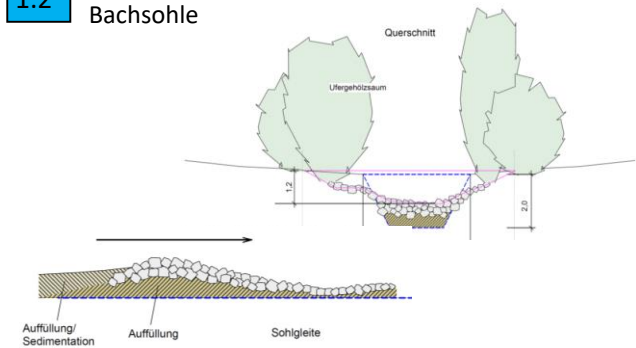 1.2
Bachsohle
Querschnitt
Ufergehölzsaum
1,2
2,0
Auffüllung/
Sedimentation
Auffüllung
Sohlgleite